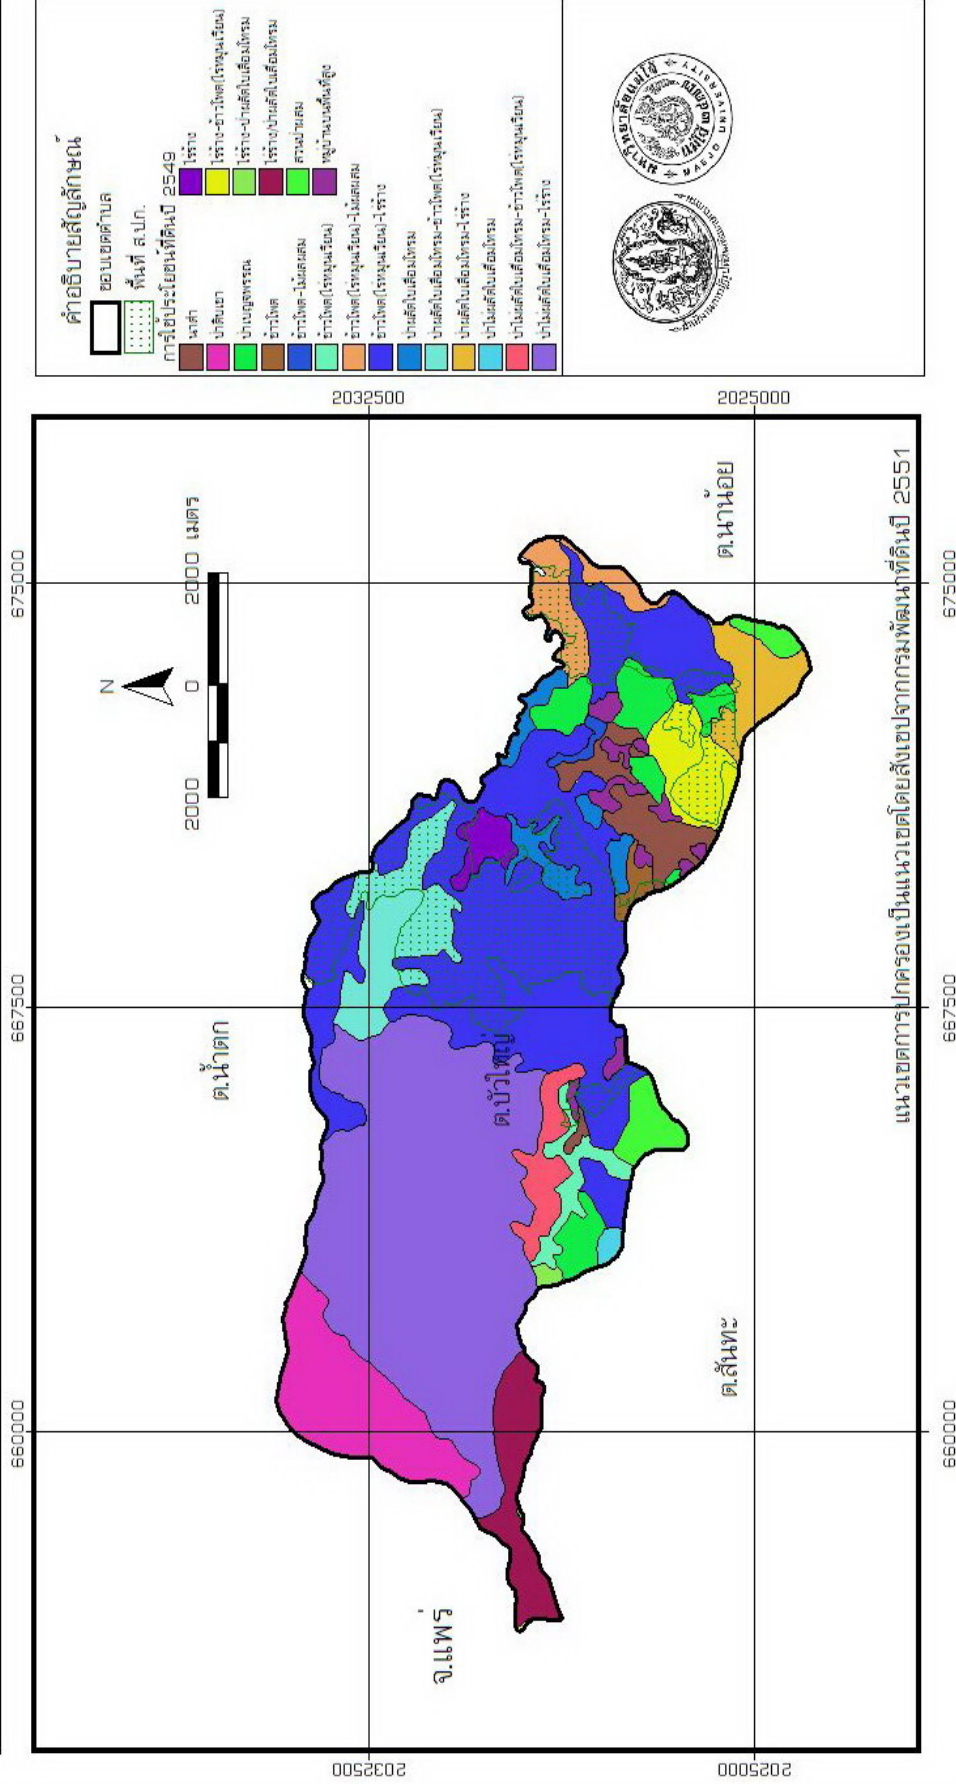 คำอธิบายสัญลักษณ์
ขอบเขตตำบล
พื้นที่ ส.ป.ก.
การใช้ประโยชน์ที่ดินปี 2549
นาดำ
ป่าดิบเขา
ป่าเบญจพรรณ
ข้าวโพด
ข้าวโพด-ไม้ผลผสม
ข้าวโพด(ไร่หมุนเวียน)
ข้าวโพด(ไร่หมุนเวียน)-ไม้ผลผสม
ข้าวโพด(ไร่หมุนเวียน)-ไร่ร้าง
ป่าผลัดใบเสื่อมโทรม
ป่าผลัดใบเสื่อมโทรม-ข้าวโพด(ไร่หมุนเวียน)
ป่าผลัดใบเสื่อมโทรม-ไร่ร้าง
ป่าไม่ผลัดใบเสื่อมโทรม
ป่าไม่ผลัดใบเสื่อมโทรม-ข้าวโพด(ไร่หมุนเวียน)
ป่าไม่ผลัดใบเสื่อมโทรม-ไร่ร้าง
ไร่ร้าง
ไร่ร้าง-ข้าวโพด(ไร่หมุนเวียน)
ไร่ร้าง-ป่าผลัดใบเสื่อมโทรม
ไร่ร้าง/ป่าผลัดใบเสื่อมโทรม
สวนป่าผสม
หมู่บ้านบนพื้นที่สูง
660000
667500
675000
N
2000 0 2000 เมตร
2032500
2032500
2025000
2025000
ต.น้ำตก
จ.แพร่
ต.บัวใหญ่
ต.สันทะ
ต.นาน้อย
แนวเขตการปกครองเป็นแนวเขตโดยสังเขปจากกรมพัฒนาที่ดินปี 2551
660000
667500
675000